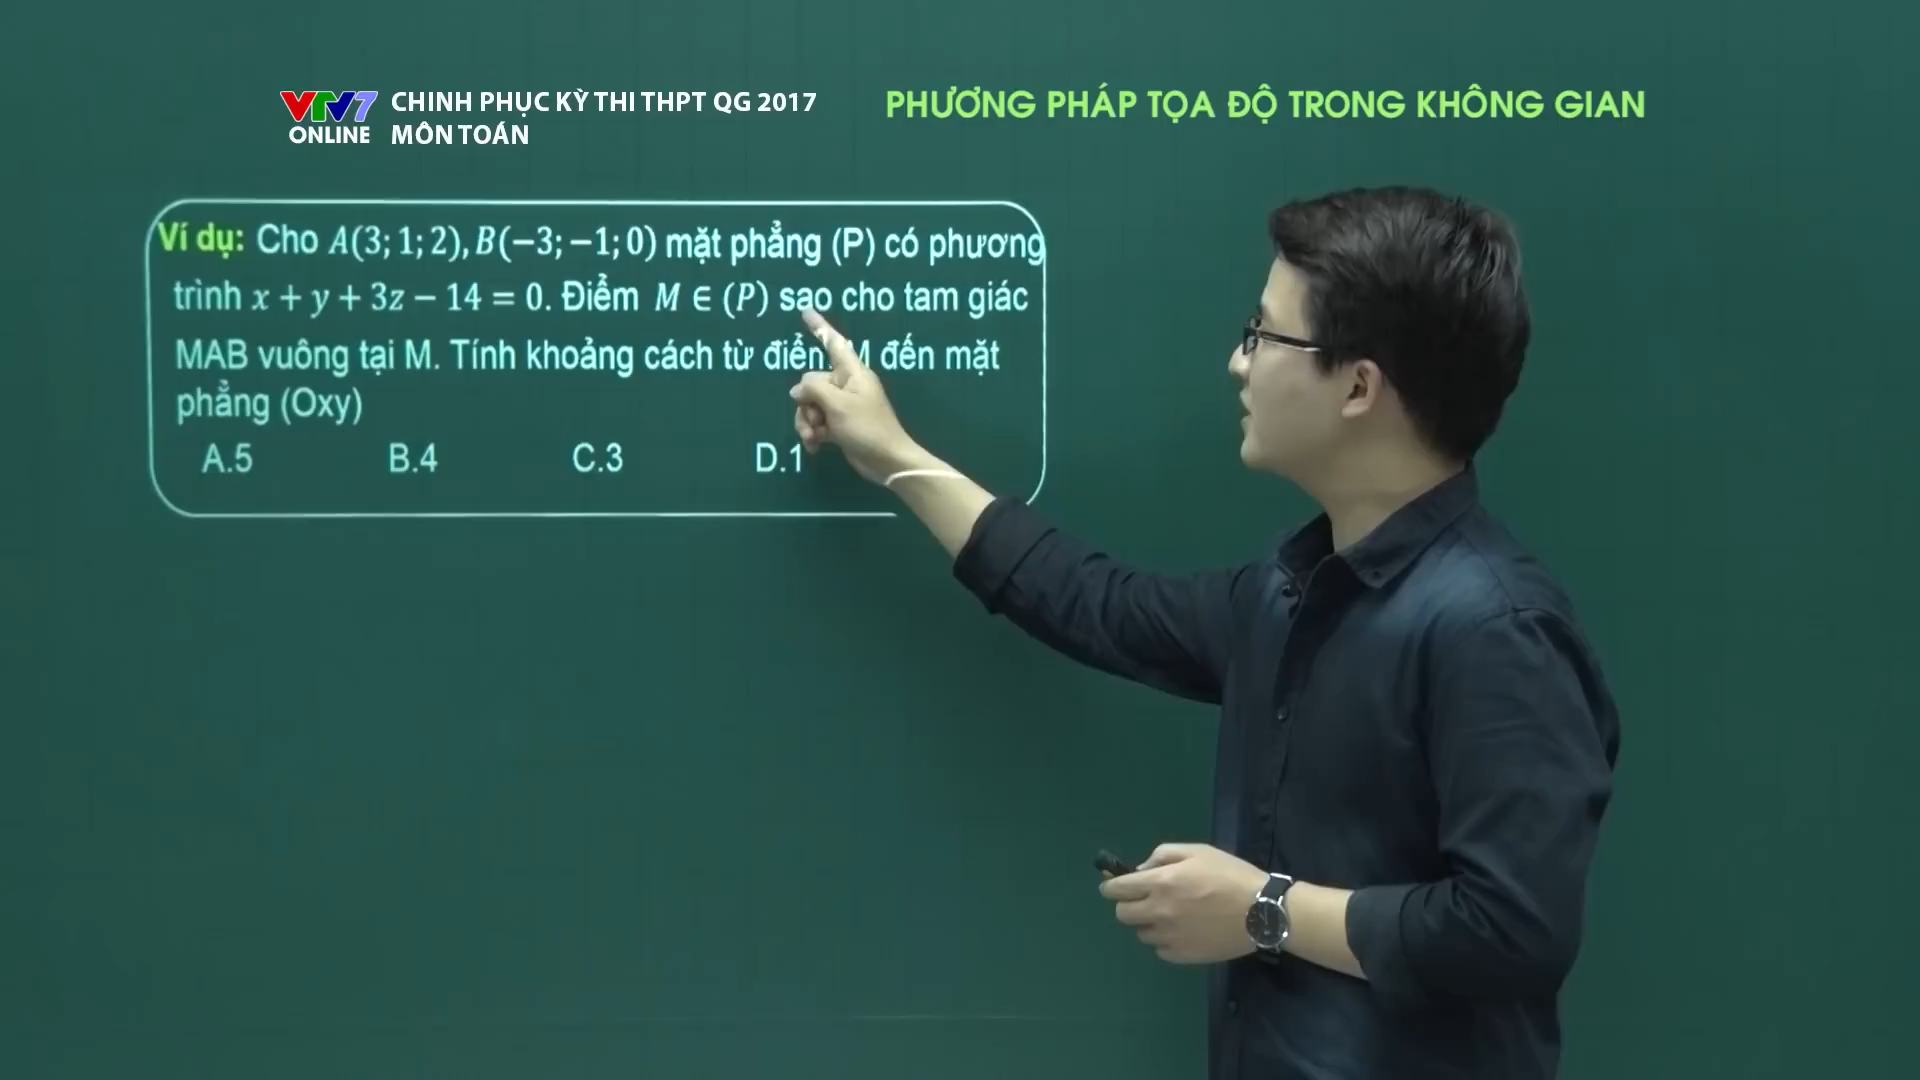 VTV7
ONLINE
CHINH PHỤC KỲ THI THPT QG 2017
MÔN TOÁN
PHƯƠNG PHÁP TỌA ĐỘ TRONG KHÔNG GIAN
Ví dụ: Cho A(3; 1; 2), B(−3; −1; 0) mặt phẳng (P) có phương
trình x + y + 3z − 14 = 0. Điểm M ∈ (P) sao cho tam giác
MAB vuông tại M. Tính khoảng cách từ điểm M đến mặt
phẳng (Oxy)
A.5 B.4 C.3 D.1